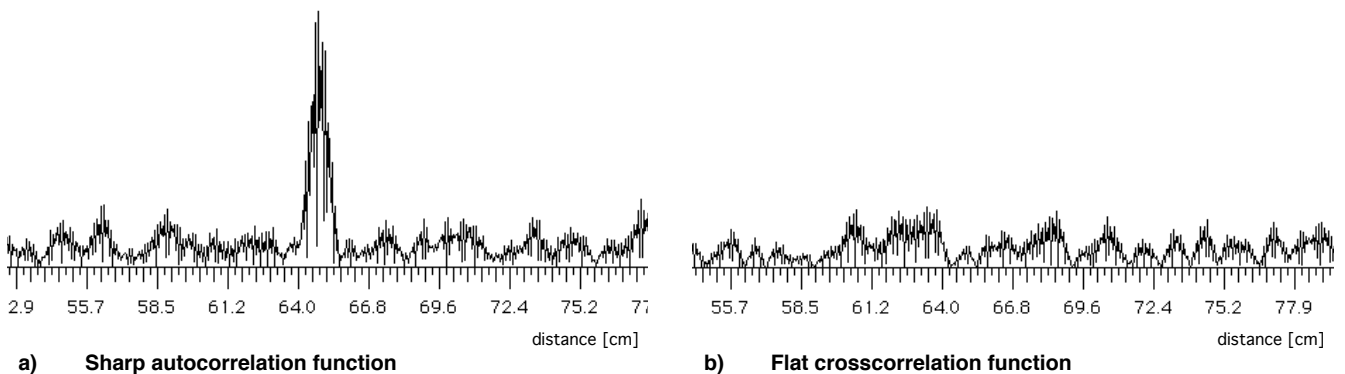 2.9 55.7 58.5 61.2 64.0 66.8 69.6 72.4 75.2 77
distance [cm]
a) Sharp autocorrelation function
55.7 58.5 61.2 64.0 66.8 69.6 72.4 75.2 77.9
distance [cm]
b) Flat crosscorrelation function